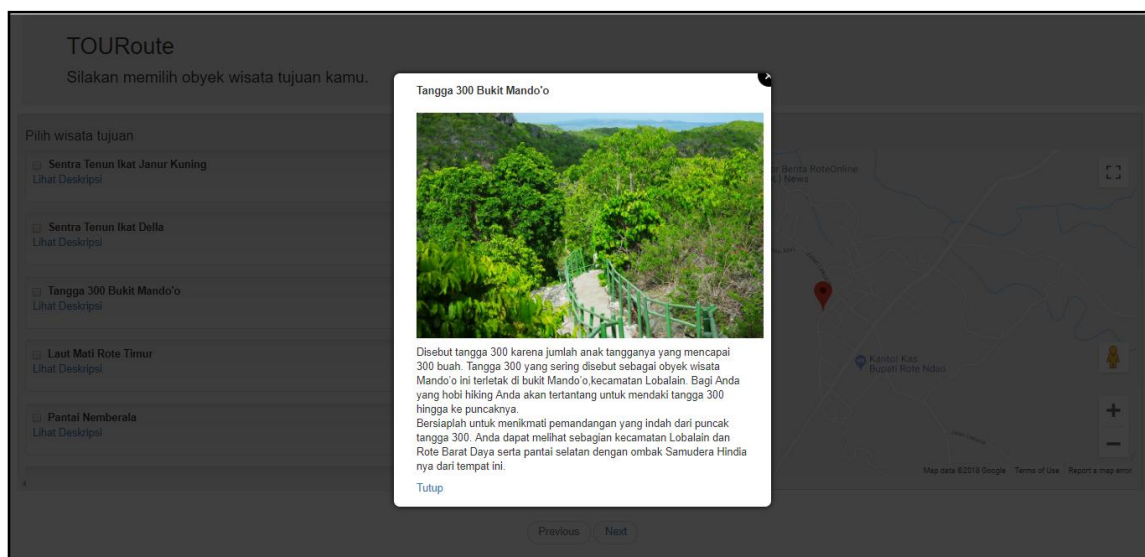 TOURoute
Silakan memilih obyek wisata tujuan kamu.
Pilih wisata tujuan
Sentra Tenun Ikat Janur Kuning
Lihat Deskripsi
Sentra Tenun Ikat Della
Lihat Deskripsi
Tangga 300 Bukit Mando'o
Lihat Deskripsi
Laut Mati Rote Timur
Lihat Deskripsi
Pantai Nemberala
Lihat Deskripsi
Tangga 300 Bukit Mando'o
Disebut tangga 300 karena jumlah anak tangganya yang mencapai
300 buah. Tangga 300 yang sering disebut sebagai obyek wisata
Mando'o ini terletak di bukit Mando'o,kecamatan Lobalain. Bagi Anda
yang hobi hiking Anda akan tertantang untuk mendaki tangga 300
hingga ke puncaknya.
Bersiaplah untuk menikmati pemandangan yang indah dari puncak
tangga 300. Anda dapat melihat sebagian kecamatan Lobalain dan
Rote Barat Daya serta pantai selatan dengan ombak Samudera Hindia
nya dari tempat ini.
Tutup
Berita RoteOnline
News
Kantor Kas
Bupati Rote Ndao
Map data ©2018 Google Terms of Use Report a map error
Previous Next